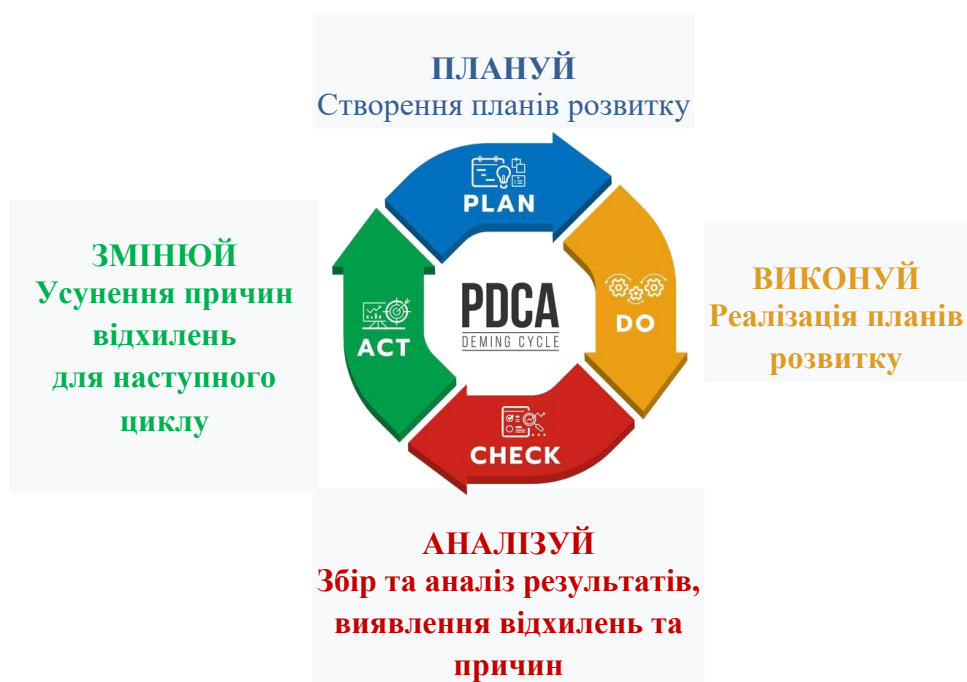 ПЛАНУЙ
Створення планів розвитку
PLAN
ЗМІНЮЙ
Усунення причин
відхилень
для наступного
циклу
ACT
PDCA
DEMING CYCLE
DO
ВИКОНУЙ
Реалізація планів
розвитку
CHECK
АНАЛІЗУЙ
Збір та аналіз результатів,
виявлення відхилень та
причин